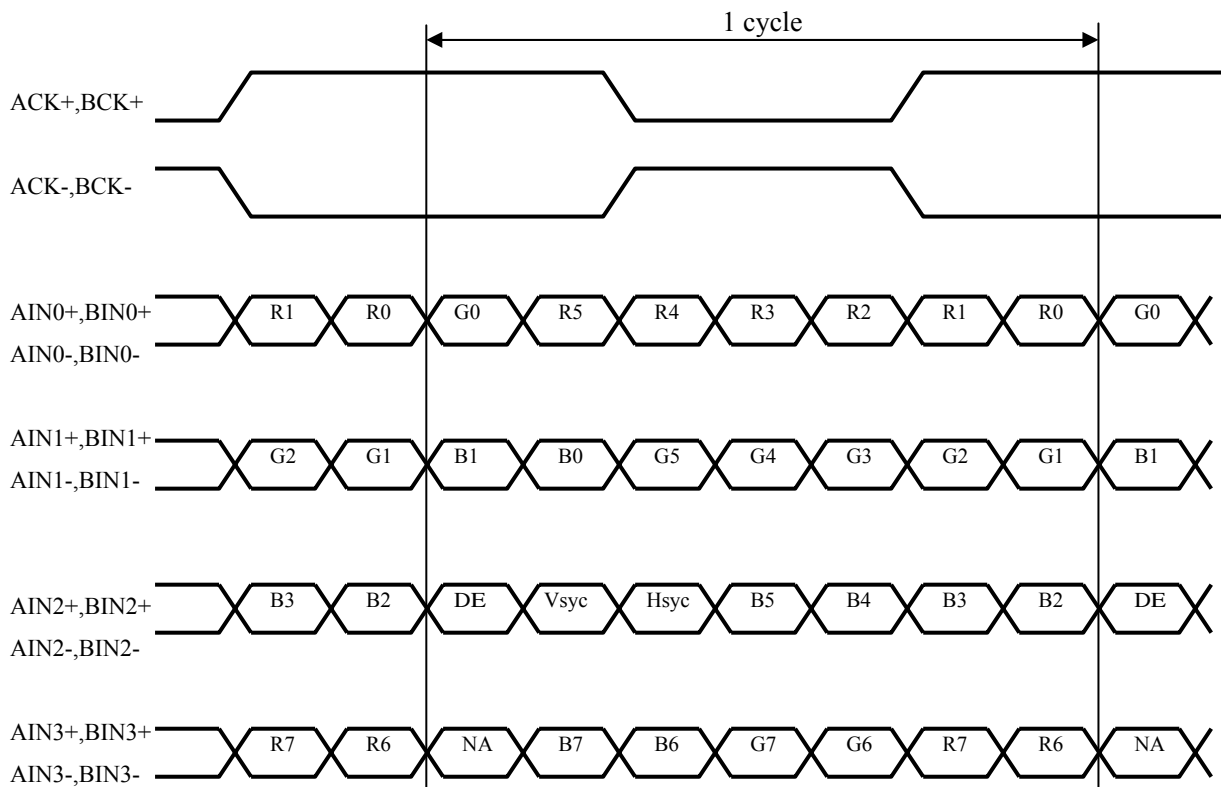 1 cycle
ACK+,BCK+
ACK-,BCK-
AIN0+,BIN0+
R1 R0 G0 R5 R4 R3 R2 R1 R0 G0
AIN0-,BIN0-
AIN1+,BIN1+
G2 G1 B1 B0 G5 G4 G3 G2 G1 B1
AIN1-,BIN1-
AIN2+,BIN2+
B3 B2 DE Vsyc Hsyc B5 B4 B3 B2 DE
AIN2-,BIN2-
AIN3+,BIN3+
R7 R6 NA B7 B6 G7 G6 R7 R6 NA
AIN3-,BIN3-